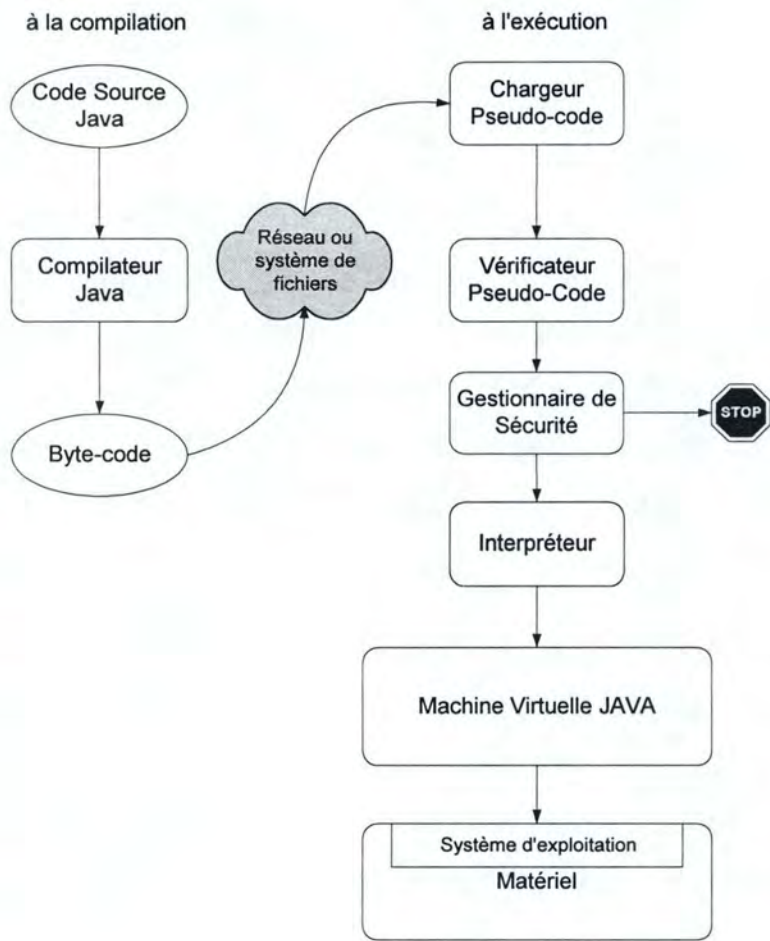 à la compilation
Code Source
Java
Compilateur
Java
Byte-code
Réseau ou
système de
fichiers
à l'exécution
Chargeur
Pseudo-code
Vérificateur
Pseudo-Code
Gestionnaire de
Sécurité
STOP
Interpréteur
Machine Virtuelle JAVA
Système d'exploitation
Matériel